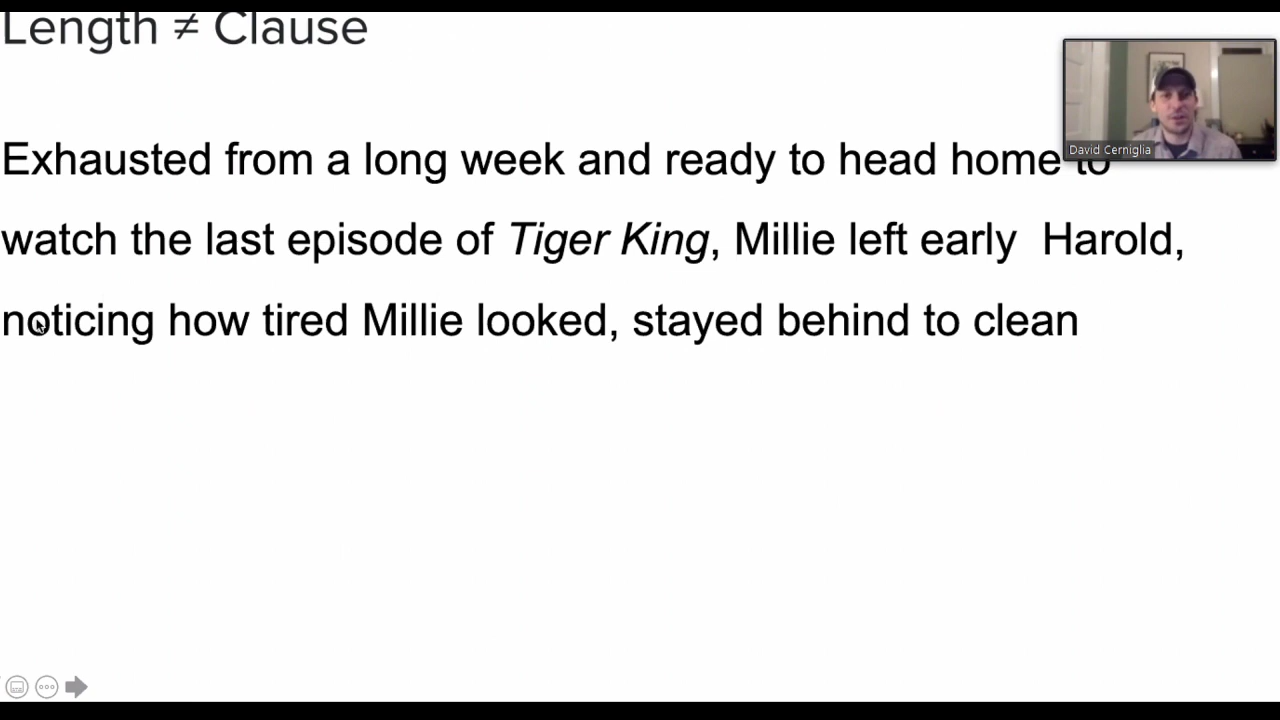 Length ≠ Clause
David Cerniglia
Exhausted from a long week and ready to head home to
watch the last episode of Tiger King, Millie left early  Harold,
noticing how tired Millie looked, stayed behind to clean